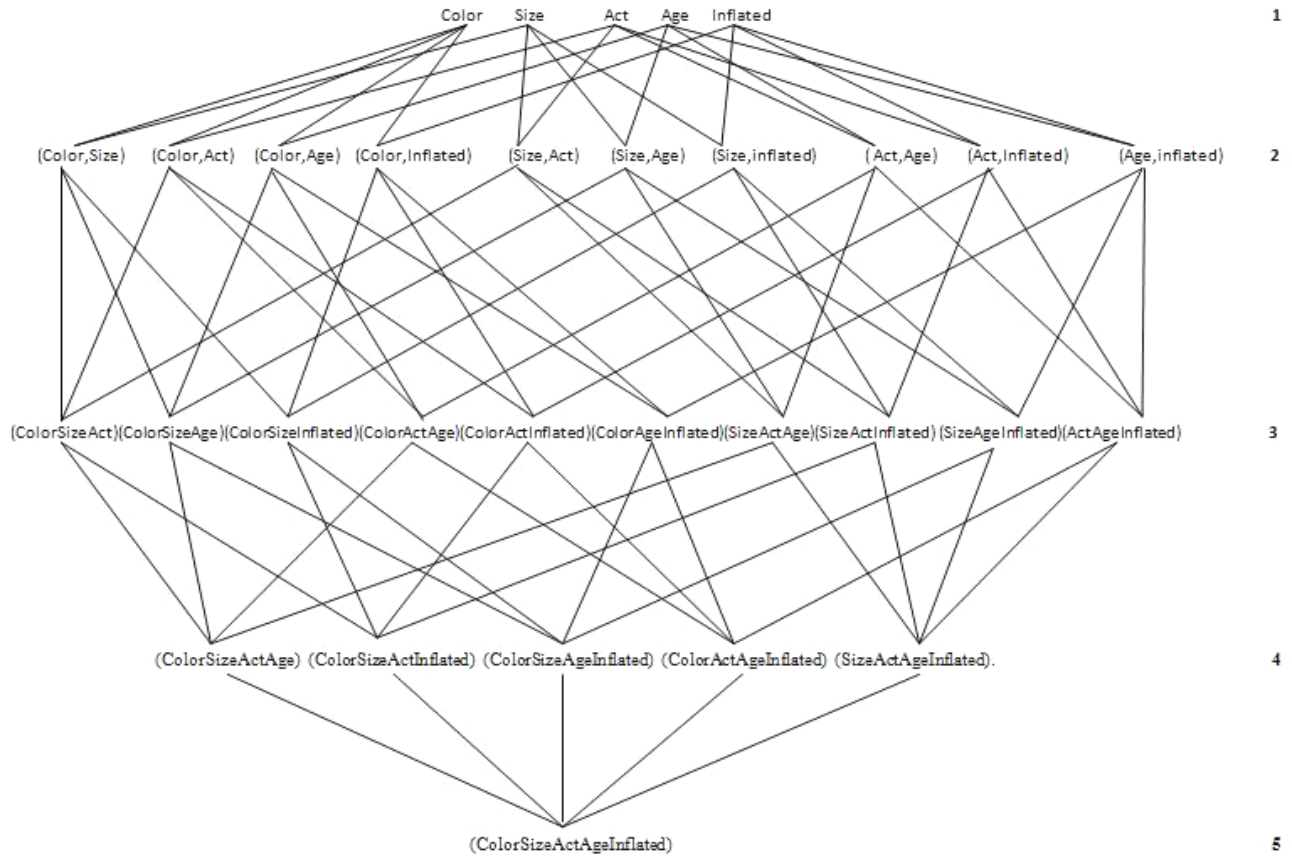 Color Size Act Age Inflated 1
(Color,Size) (Color,Act) (Color,Age) (Color,Inflated) (Size,Act) (Size,Age) (Size,inflated) (Act,Age) (Act,Inflated) (Age,inflated) 2
(ColorSizeAct)(ColorSizeAge)(ColorSizeInflated)(ColorActAge)(ColorActInflated)(ColorAgeInflated)(SizeActAge)(SizeActInflated) (SizeAgeInflated)(ActAgeInflated) 3
(ColorSizeActAge) (ColorSizeActInflated) (ColorSizeAgeInflated) (ColorActAgeInflated) (SizeActAgeInflated). 4
(ColorSizeActAgeInflated) 5